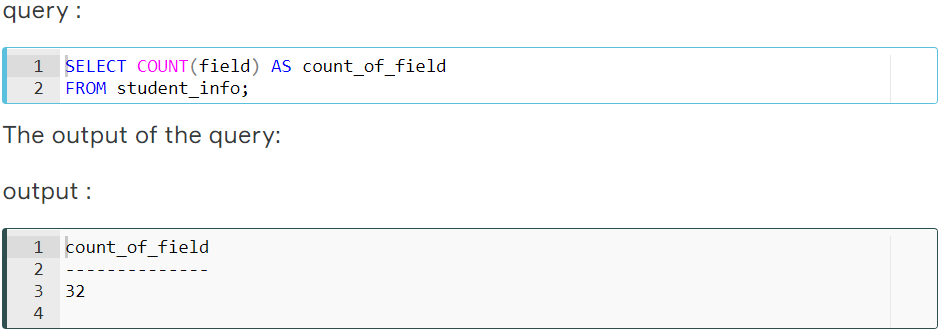 query :
1 SELECT COUNT(field) AS count_of_field
2 FROM student_info;
The output of the query:
output :
1 count_of_field
2 --------------
3 32
4